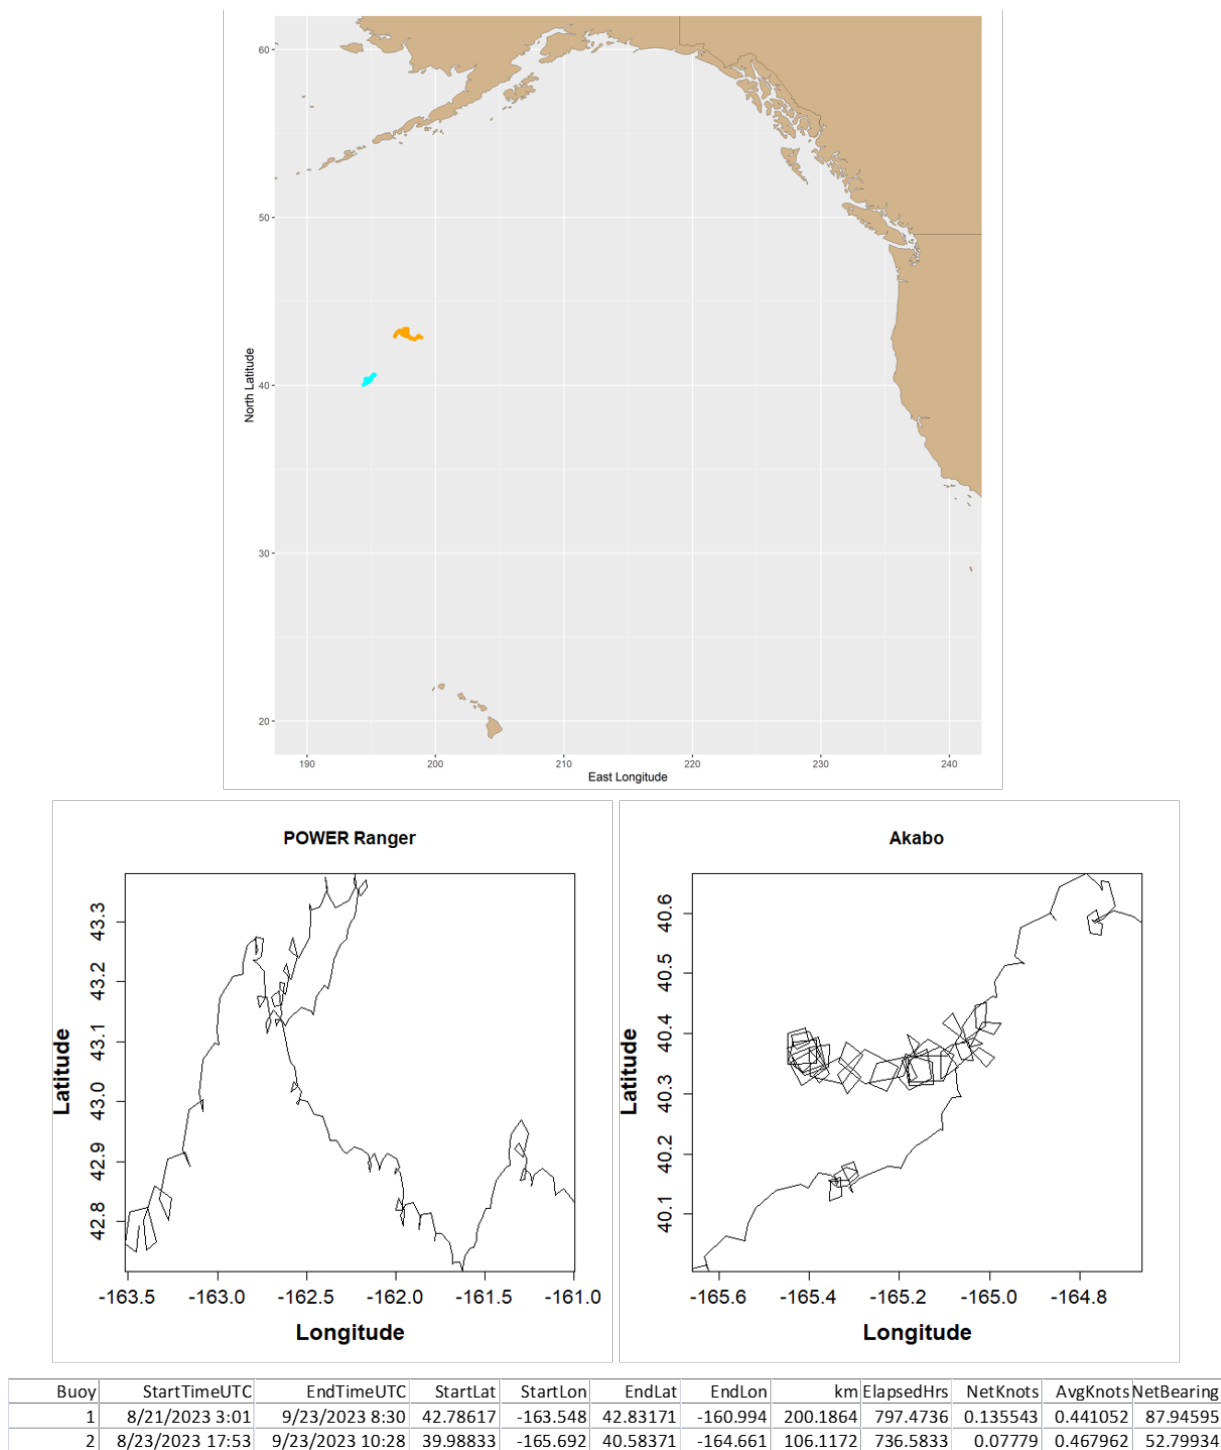 60
50
40
30
20
North Latitude
190 200 210 220 230 240
East Longitude
POWER Ranger
43.3
43.2
43.1
43.0
42.9
42.8
Latitude
-163.5 -163.0 -162.5 -162.0 -161.5 -161.0
Longitude
Akabo
40.6
40.5
40.4
40.3
40.2
40.1
Latitude
-165.6 -165.4 -165.2 -165.0 -164.8
Longitude
Buoy StartTimeUTC EndTimeUTC StartLat StartLon EndLat EndLon km ElapsedHrs NetKnots AvgKnots NetBearing
1 8/21/2023 3:01 9/23/2023 8:30 42.78617 -163.548 42.83171 -160.994 200.1864 797.4736 0.135543 0.441052 87.94595
2 8/23/2023 17:53 9/23/2023 10:28 39.98833 -165.692 40.58371 -164.661 106.1172 736.5833 0.07779 0.467962 52.79934